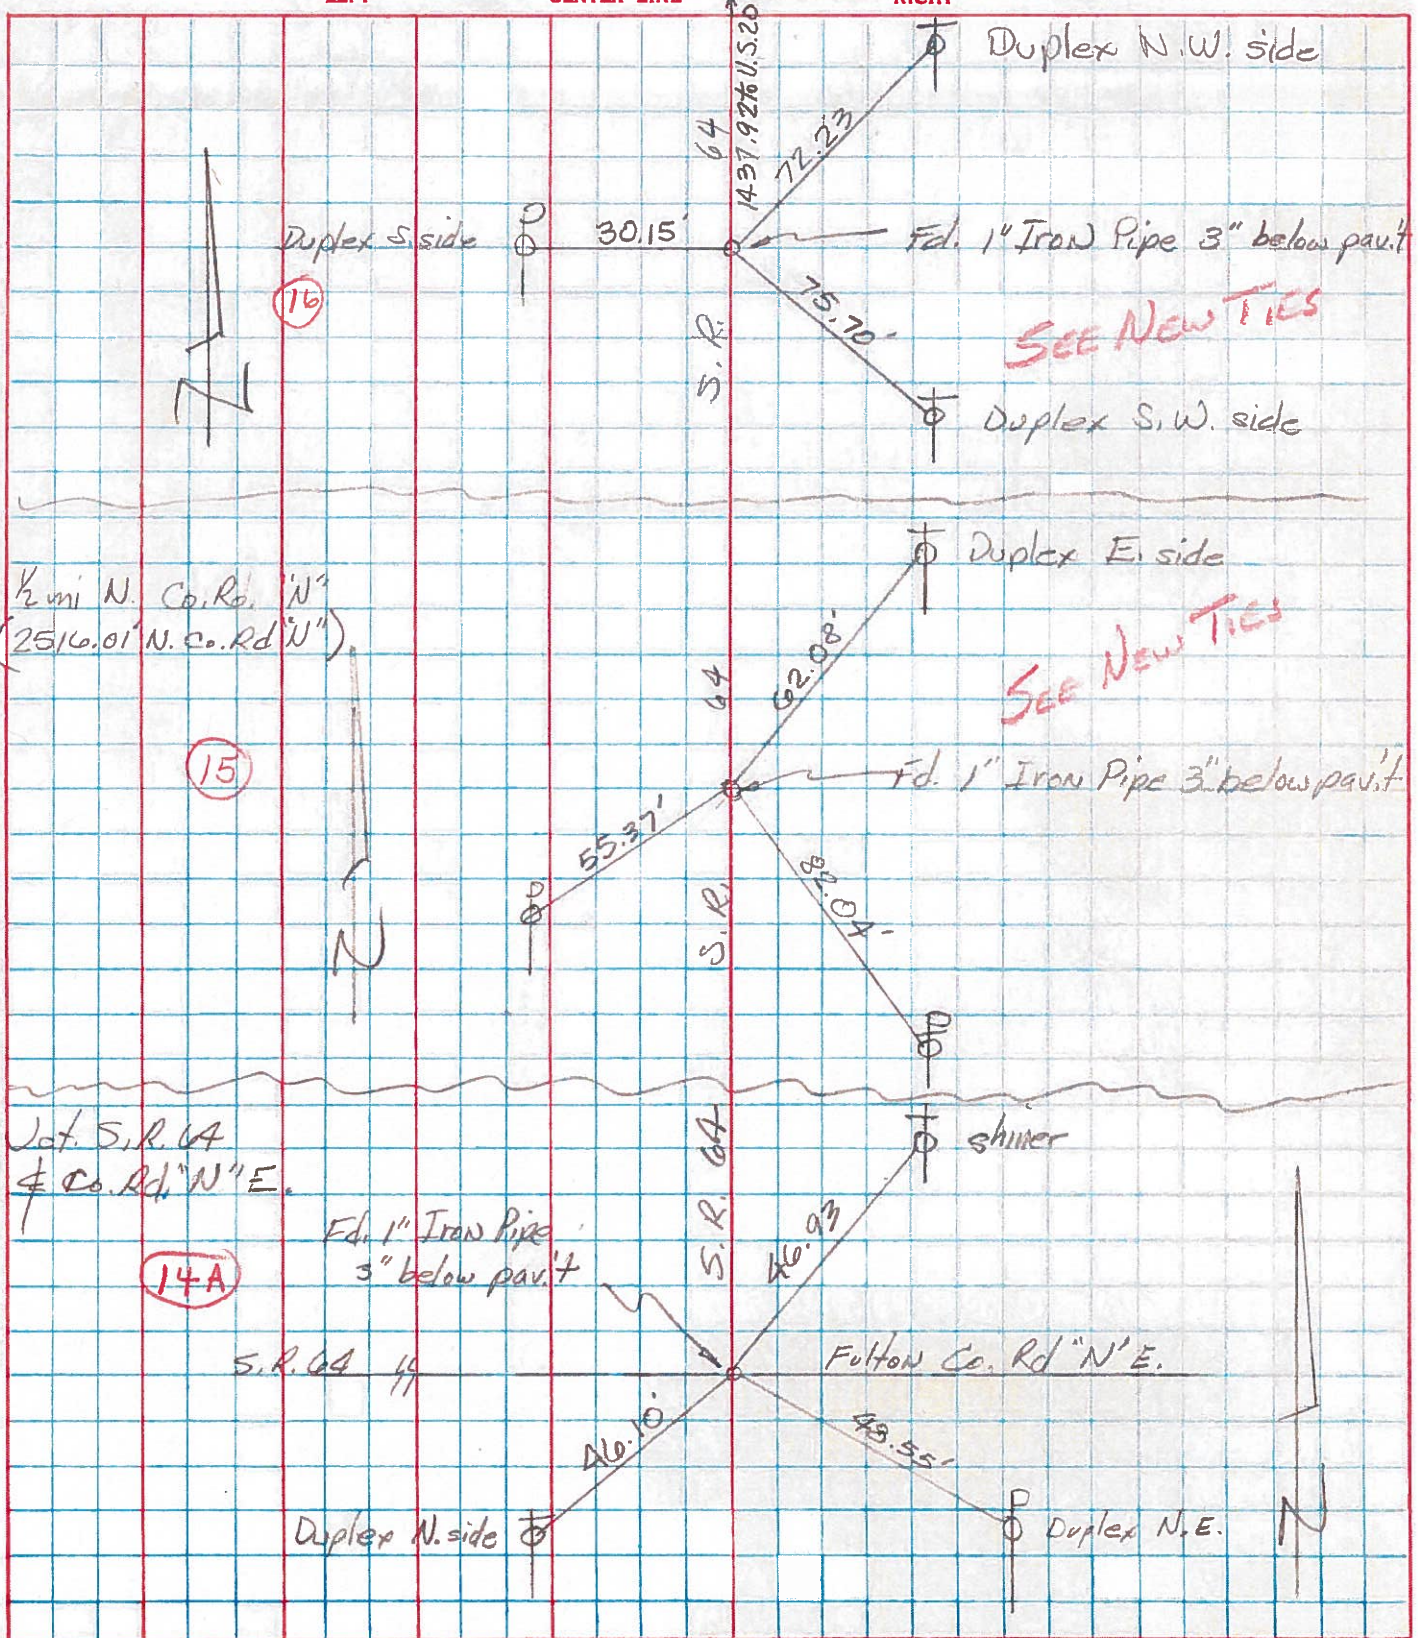 CENTER LINE
RIGHT
1437.92 to U.S. 20
Duplex N.W. side
S. R. 64
72.23
Duplex S. side
30.15'
Fd. 1" Iron Pipe 3" below pav.'t
16
75.70'
SEE NEW TIES
N
Duplex S.W. side
Duplex E. side
1/2 mi N. Co. Rd. "N"
(2516.01' N. Co. Rd "N")
62.08'
SEE NEW TIES
S. R. 64
15
Fd. 1" Iron Pipe 3" below pav.'t
55.37'
82.04'
N
Jct. S.R. 64
& Co. Rd. "N" E.
S.R. 64
shiner
Fd. 1" Iron Pipe
3" below pav.'t
46.93
14A
S.R. 64
Fulton Co. Rd "N" E.
46.10'
Duplex N. side
Duplex N.E.
N